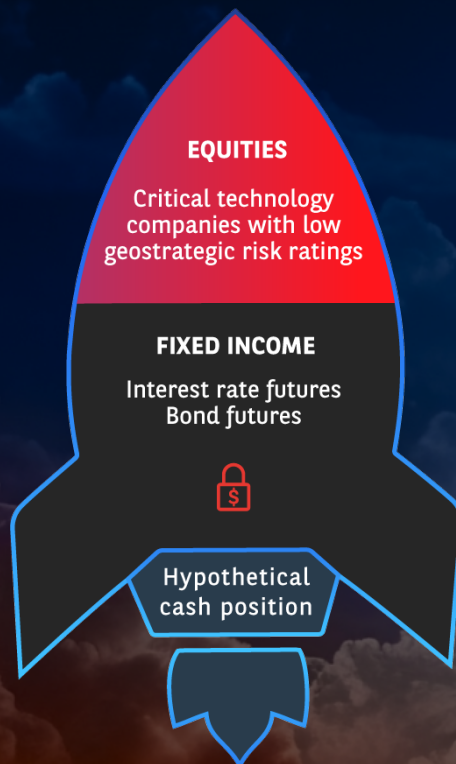 EQUITIES
Critical technology
companies with low
geostrategic risk ratings
FIXED INCOME
Interest rate futures
Bond futures
$
Hypothetical
cash position